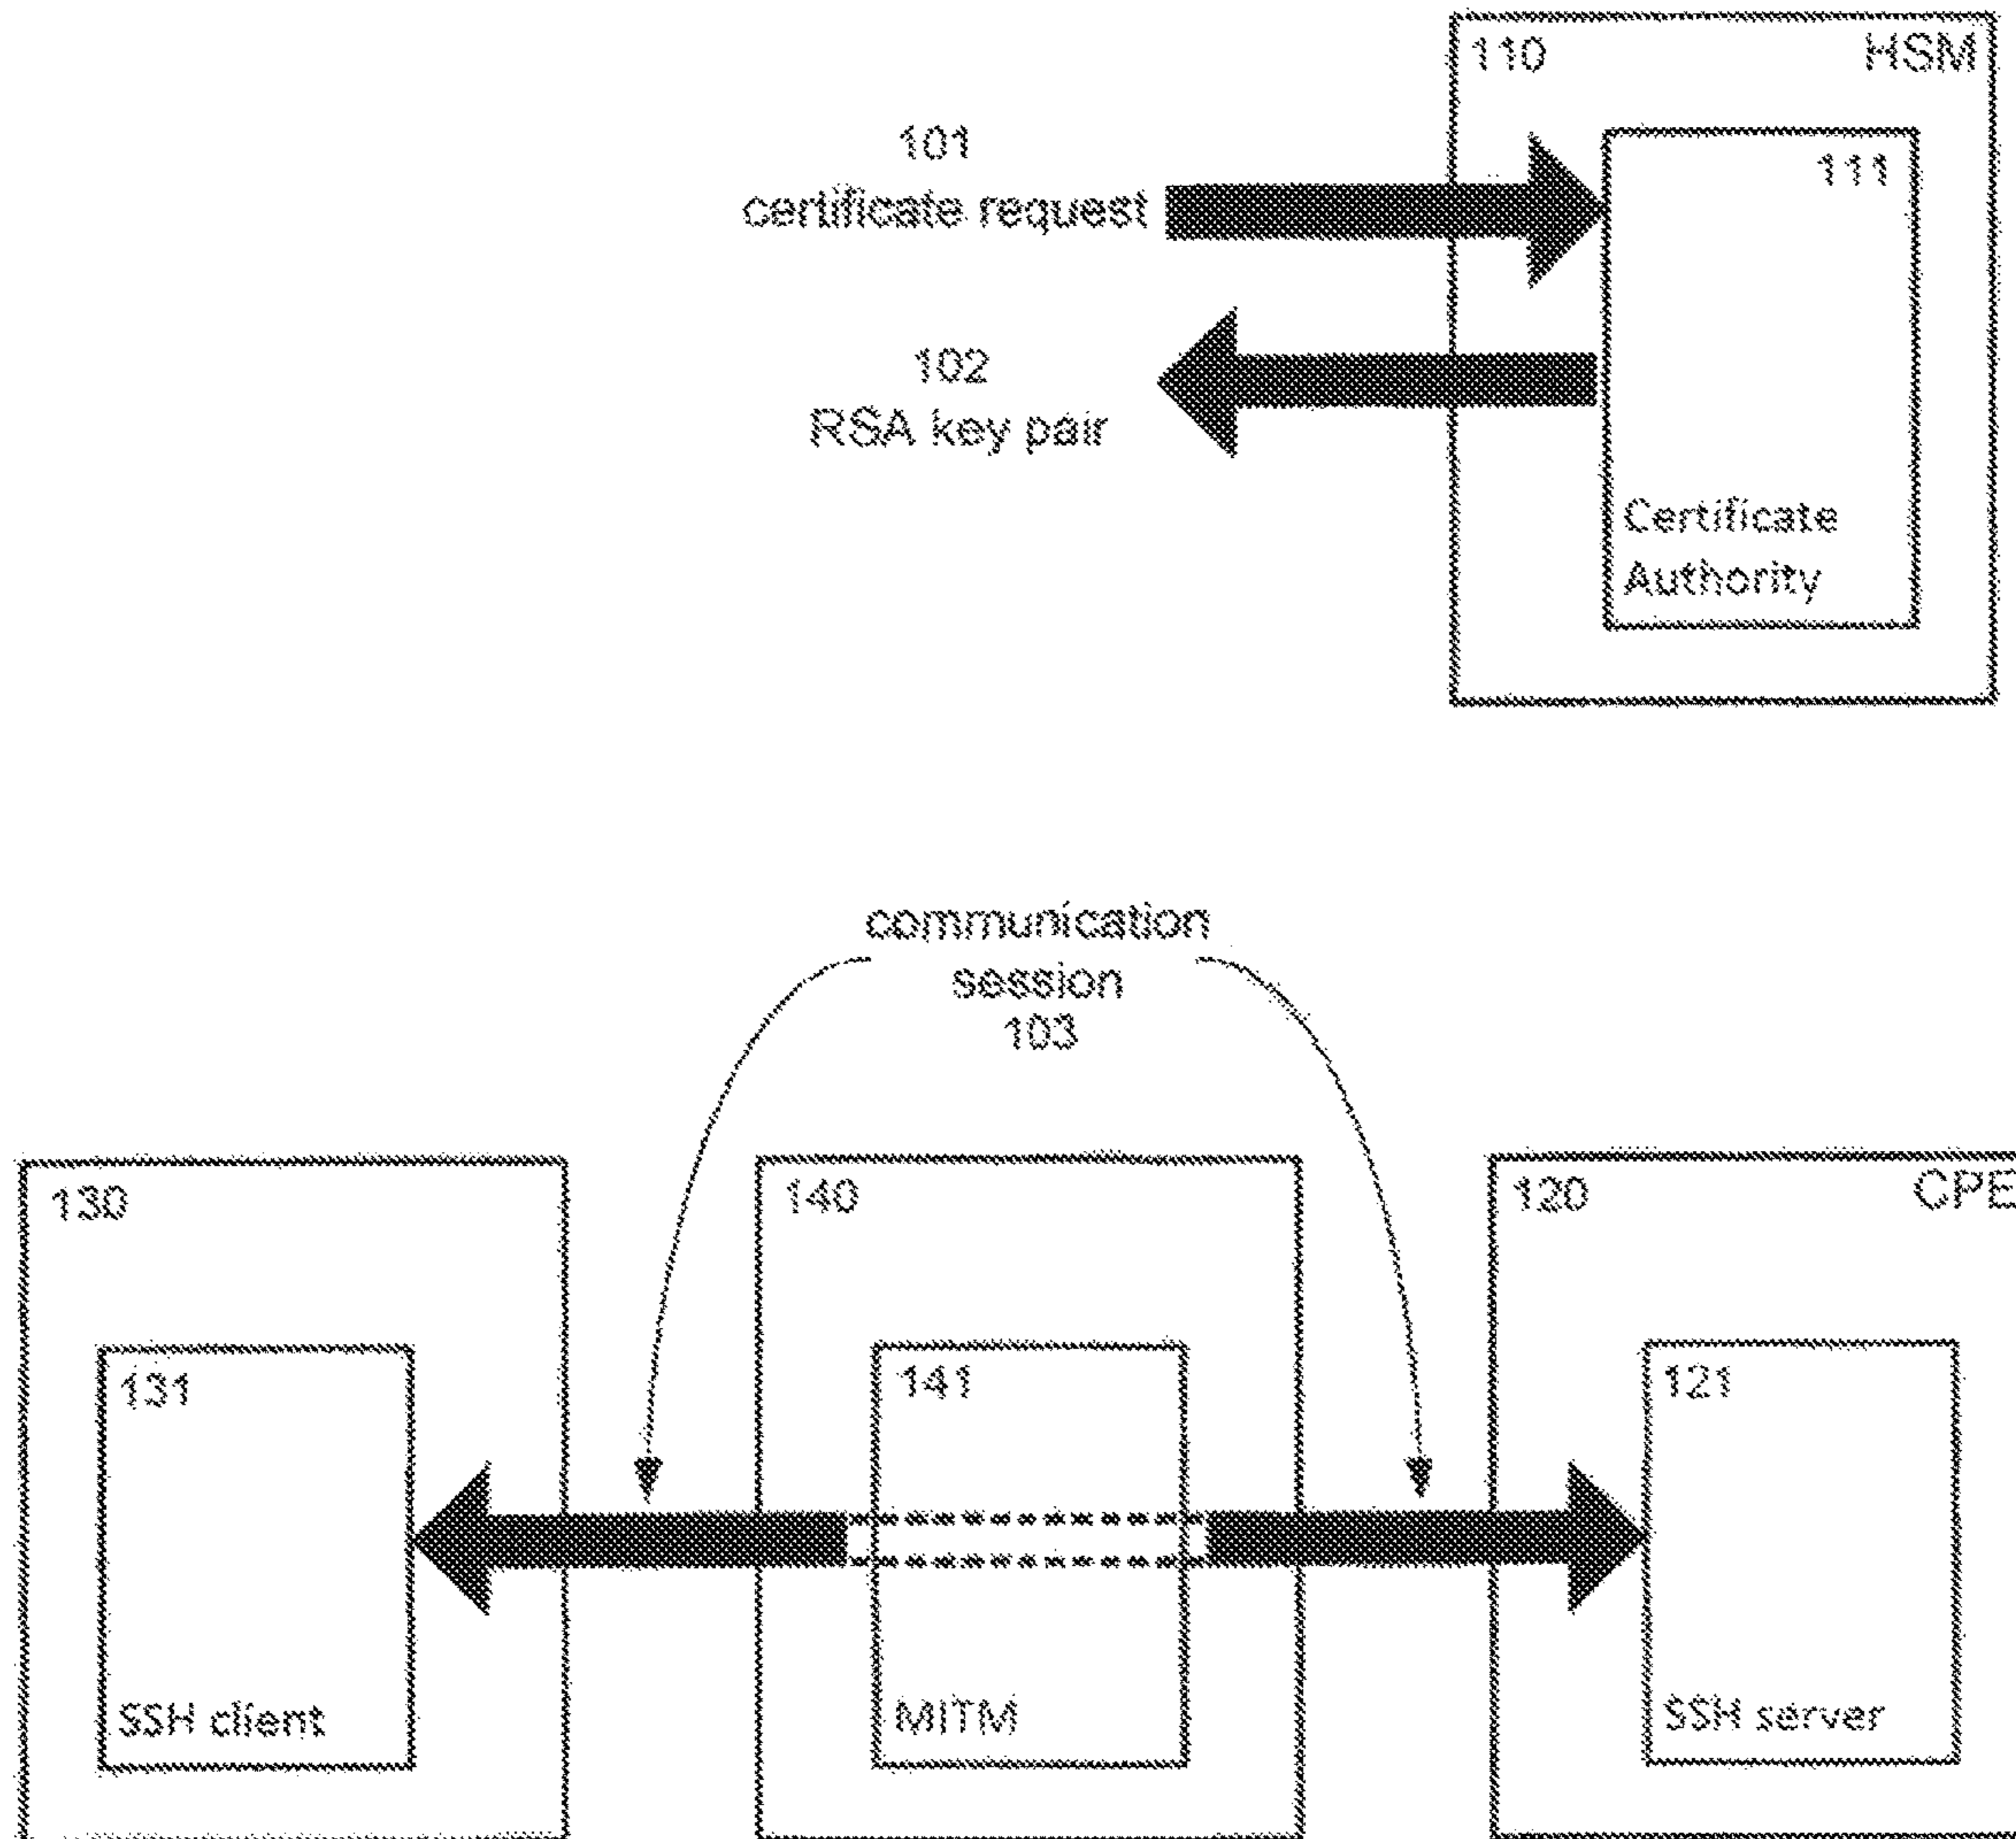 110 HSM
101
111
certificate request
102
RSA key pair
Certificate
Authority
communication
session
103
130
140
120 CPE
131
141
121
SSH client
MITM
SSH server